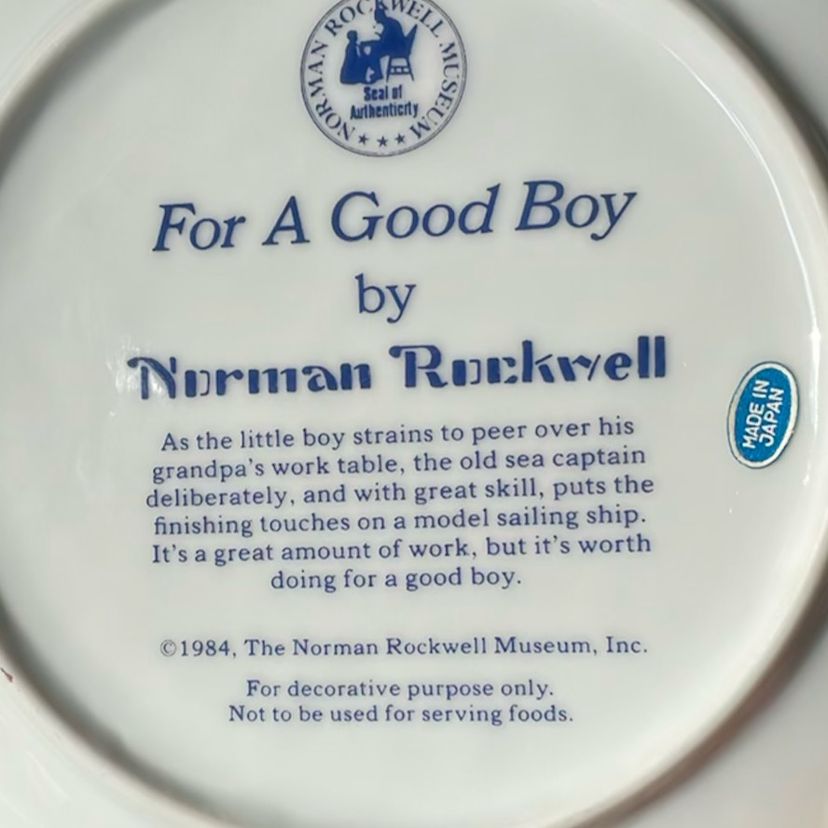 NORMAN ROCKWELL MUSEUM
Seal of
Authenticity
★ ★ ★
For A Good Boy
by
Norman Rockwell
As the little boy strains to peer over his
grandpa's work table, the old sea captain
deliberately, and with great skill, puts the
finishing touches on a model sailing ship.
It's a great amount of work, but it's worth
doing for a good boy.
©1984, The Norman Rockwell Museum, Inc.
For decorative purpose only.
Not to be used for serving foods.
MADE IN
JAPAN